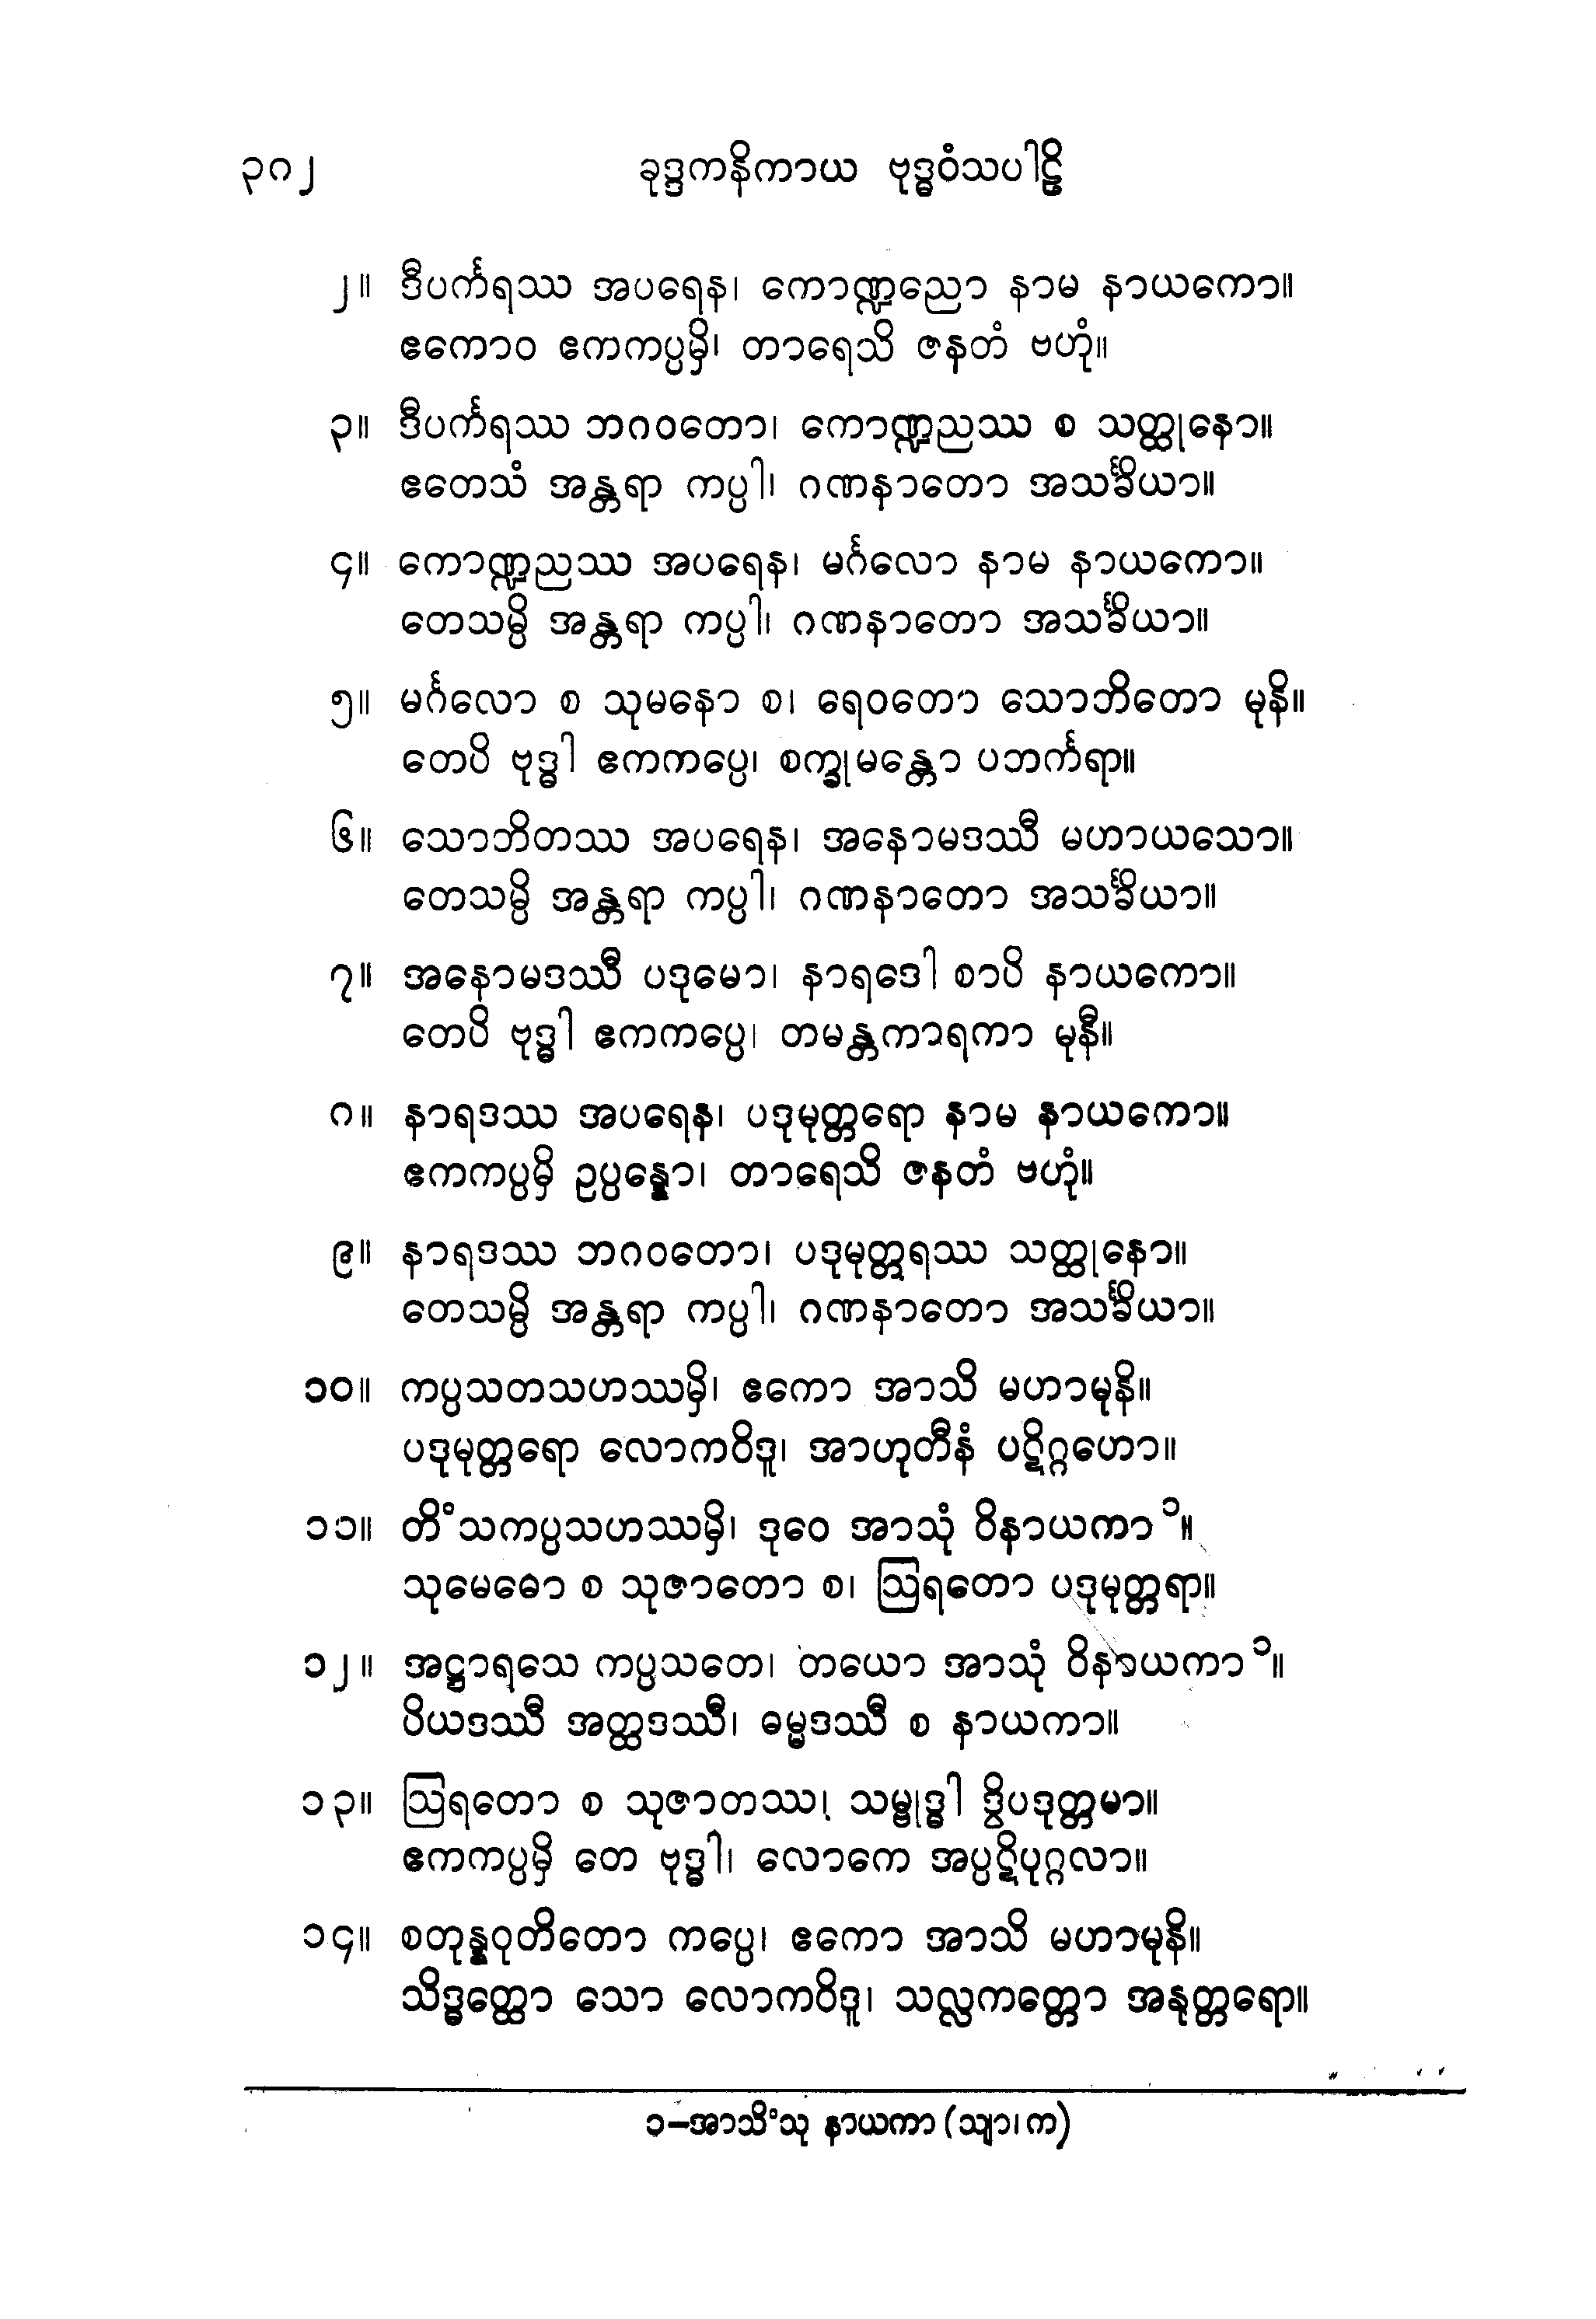 ၃၈၂ ခုဒ္ဒကနိကာယ ဗုဒ္ဓဝံသပါဠိ
၂။ ဒီပင်္ကရဿ အပရေန၊ ကောဏ္ဍညော နာမ နာယကော။
ဧကောဝ ဧကကပ္ပမှိ၊ တာရေသိ ဇနတံ ဗဟုံ။
၃။ ဒီပင်္ကရဿ ဘဂဝတော၊ ကောဏ္ဍညဿ စ သတ္ထုနော။
ဧတေသံ အန္တရာ ကပ္ပါ၊ ဂဏနာတော အသင်္ခိယာ။
၄။ ကောဏ္ဍညဿ အပရေန၊ မင်္ဂလော နာမ နာယကော။
တေသမ္ပိ အန္တရာ ကပ္ပါ၊ ဂဏနာတော အသင်္ခိယာ။
၅။ မင်္ဂလော စ သုမနော စ၊ ရေဝတော သောဘိတော မုနိ။
တေပိ ဗုဒ္ဓါ ဧကကပ္ပေ၊ စက္ခုမန္တော ပဘင်္ကရာ။
၆။ သောဘိတဿ အပရေန၊ အနောမဒဿီ မဟာယသော။
တေသမ္ပိ အန္တရာ ကပ္ပါ၊ ဂဏနာတော အသင်္ခိယာ။
၇။ အနောမဒဿီ ပဒုမော၊ နာရဒေါ စာပိ နာယကော။
တေပိ ဗုဒ္ဓါ ဧကကပ္ပေ၊ တမန္တကာရကာ မုနီ။
၈။ နာရဒဿ အပရေန၊ ပဒုမုတ္တရော နာမ နာယကော။
ဧကကပ္ပမှိ ဥပ္ပန္နော၊ တာရေသိ ဇနတံ ဗဟုံ။
၉။ နာရဒဿ ဘဂဝတော၊ ပဒုမုတ္တရဿ သတ္ထုနော။
တေသမ္ပိ အန္တရာ ကပ္ပါ၊ ဂဏနာတော အသင်္ခိယာ။
၁၀။ ကပ္ပသတသဟဿမှိ၊ ဧကော အာသိ မဟာမုနိ။
ပဒုမုတ္တရော လောကဝိဒူ၊ အာဟုတီနံ ပဋိဂ္ဂဟော။
၁၁။ တိံသကပ္ပသဟဿမှိ၊ ဒုဝေ အာသုံ ဝိနာယကာ ၁။
သုမေဓော စ သုဇာတော စ၊ ဩရတော ပဒုမုတ္တရာ။
၁၂။ အဋ္ဌာရသေ ကပ္ပသတေ၊ တယော အာသုံ ဝိနာယကာ ၁။
ပိယဒဿီ အတ္ထဒဿီ၊ ဓမ္မဒဿီ စ နာယကာ။
၁၃။ ဩရတော စ သုဇာတဿ၊ သမ္ဗုဒ္ဓါ ဒွိပဒုတ္တမာ။
ဧကကပ္ပမှိ တေ ဗုဒ္ဓါ၊ လောကေ အပ္ပဋိပုဂ္ဂလာ။
၁၄။ စတုန္နဝုတိတော ကပ္ပေ၊ ဧကော အာသိ မဟာမုနိ။
သိဒ္ဓတ္ထော သော လောကဝိဒူ၊ သလ္လကတ္တော အနုတ္တရော။
၁–အာသိံသု နာယကာ (သျာ၊ က)